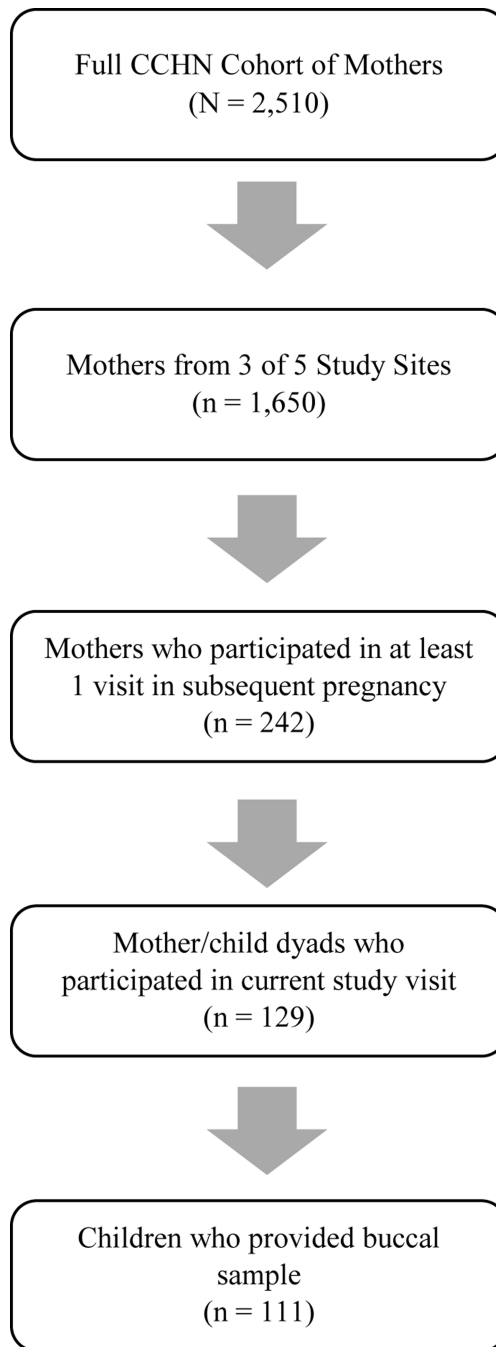 Full CCHN Cohort of Mothers
(N = 2,510)
Mothers from 3 of 5 Study Sites
(n = 1,650)
Mothers who participated in at least
1 visit in subsequent pregnancy
(n = 242)
Mother/child dyads who
participated in current study visit
(n = 129)
Children who provided buccal
sample
(n = 111)